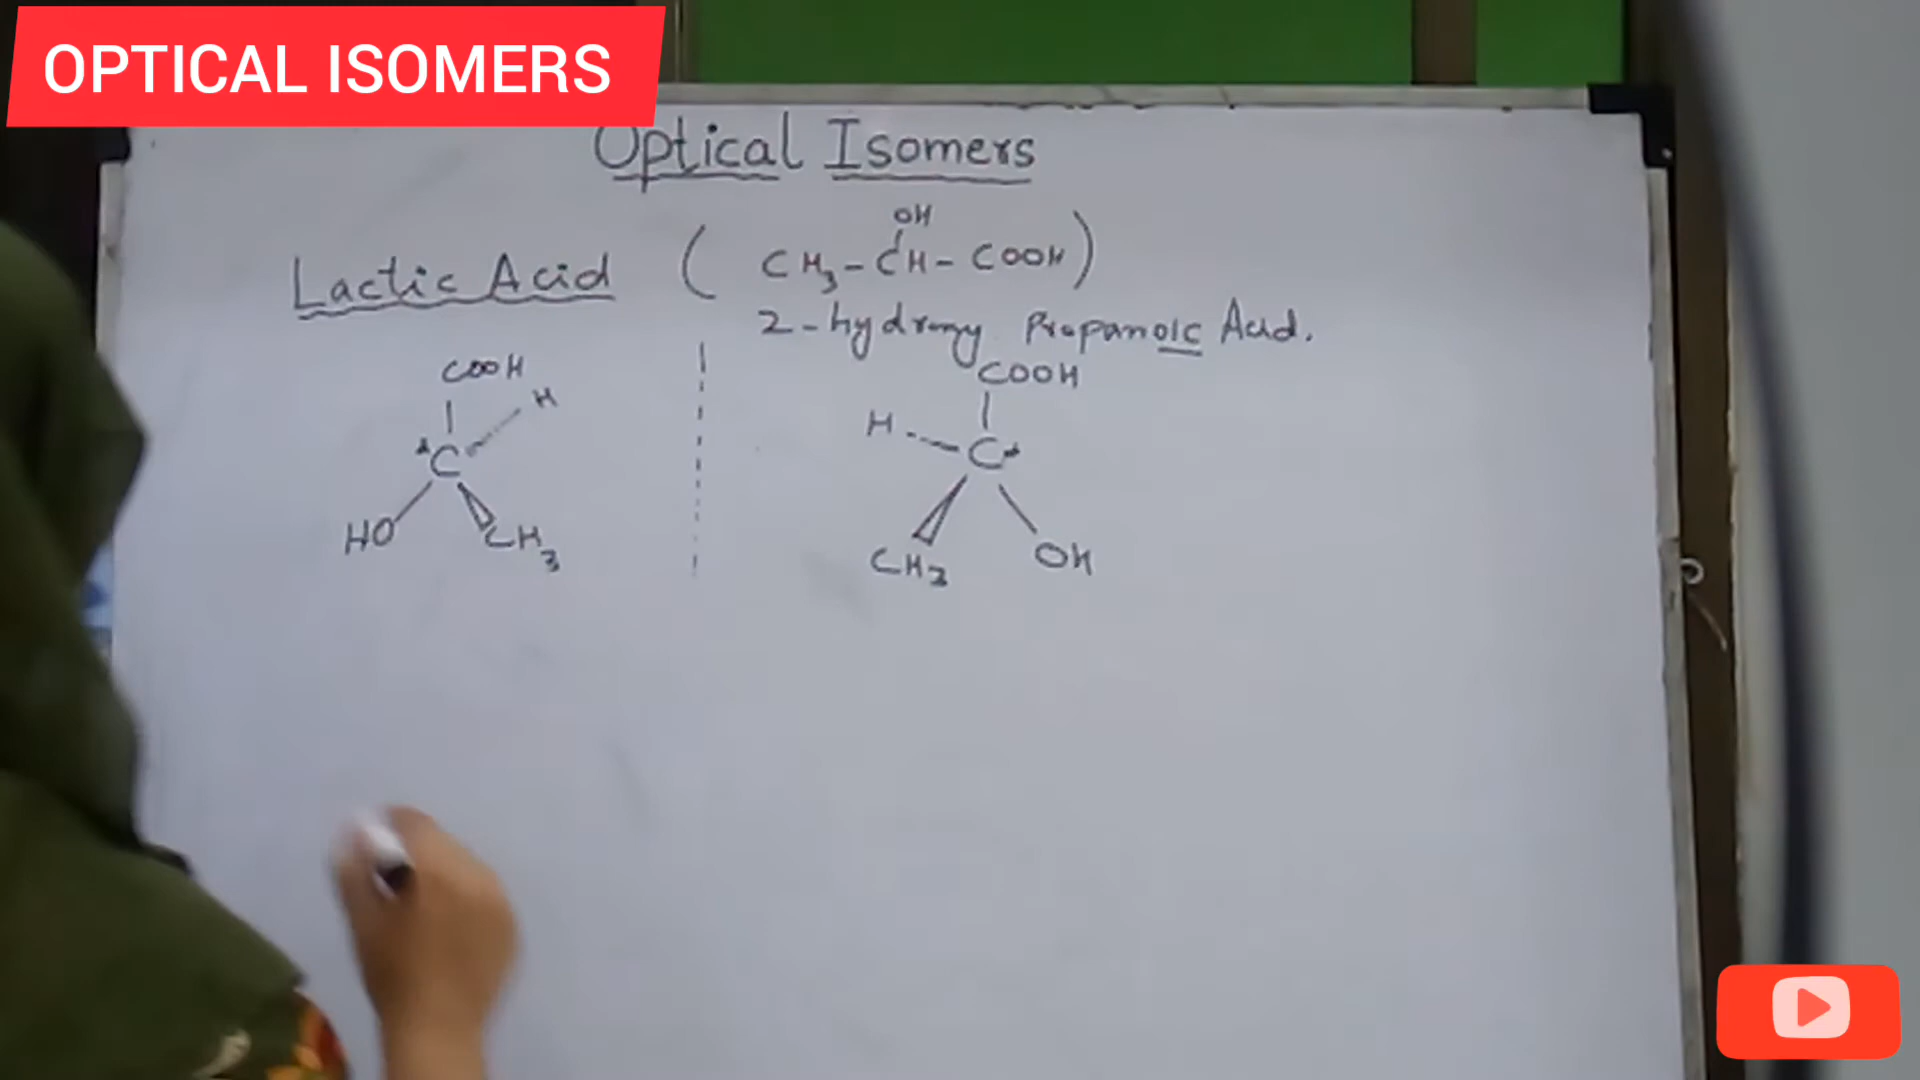 OPTICAL ISOMERS
Optical Isomers
OH
Lactic Acid ( CH3-CH-COOH)
2-hydroxy Propanoic Acid.
COOH
H
*C
HO
CH3
COOH
H
C*
CH3
OH